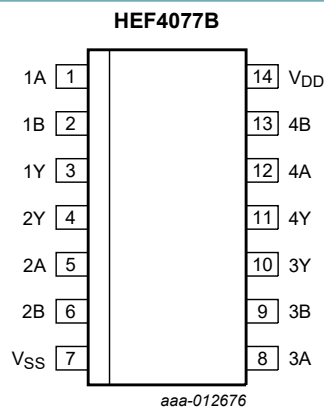 HEF4077B
1A 1 14 VDD
1B 2 13 4B
1Y 3 12 4A
2Y 4 11 4Y
2A 5 10 3Y
2B 6 9 3B
VSS 7 8 3A
aaa-012676